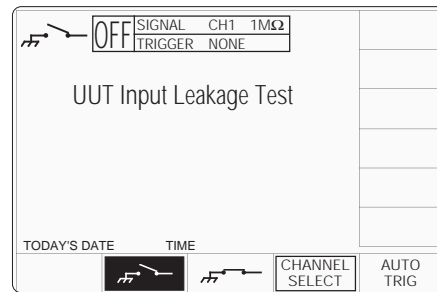 OFF
SIGNAL CH1 1MΩ
TRIGGER NONE
UUT Input Leakage Test
TODAY'S DATE TIME
CHANNEL
SELECT
AUTO
TRIG